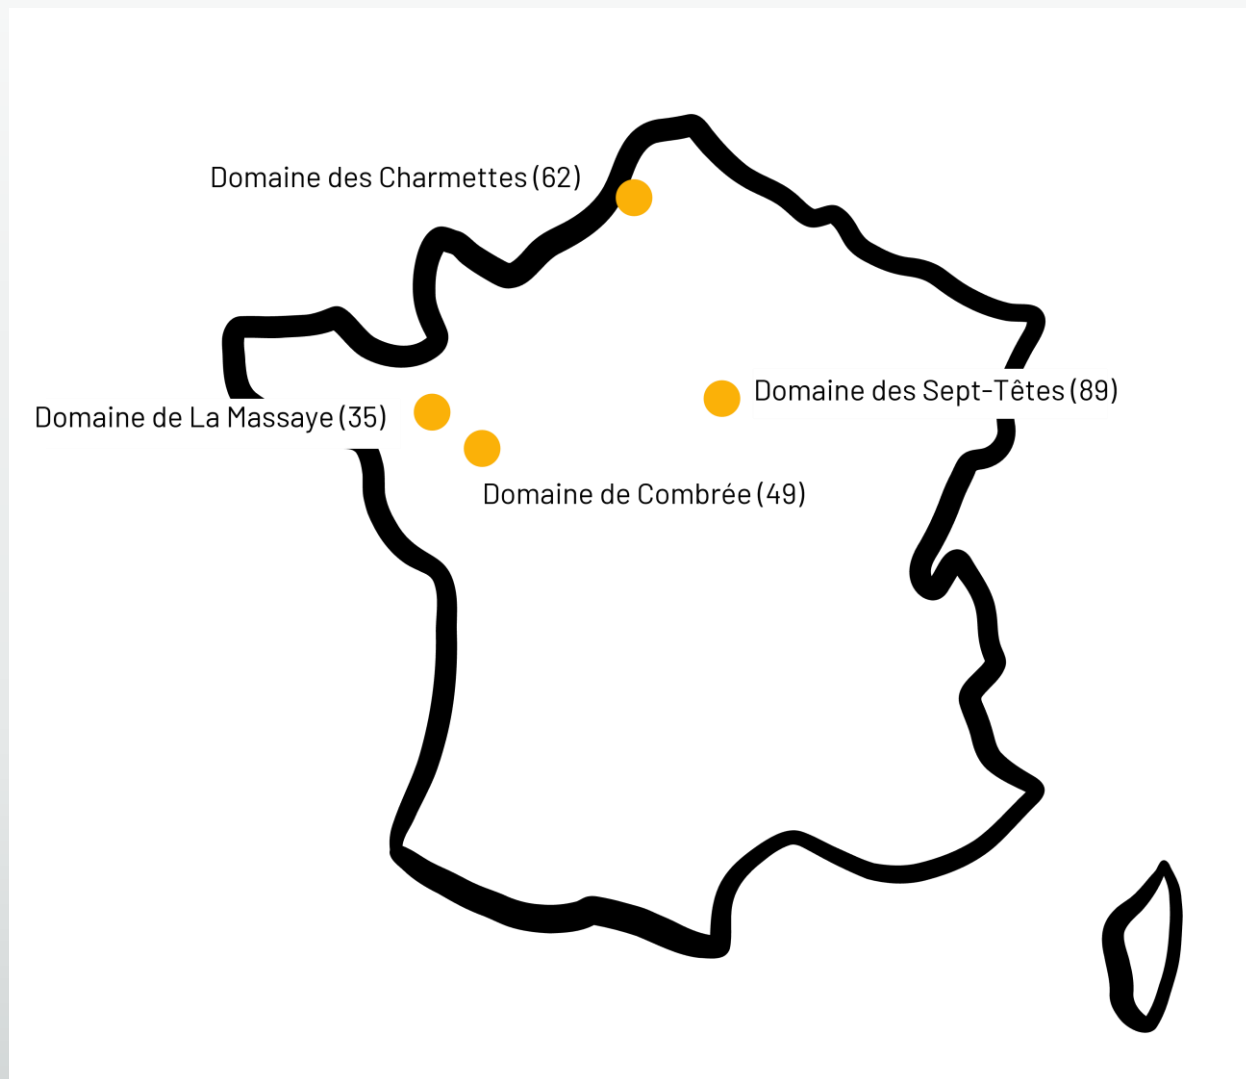 Domaine des Charmettes (62)
Domaine des Sept-Têtes (89)
Domaine de La Massaye (35)
Domaine de Combrée (49)